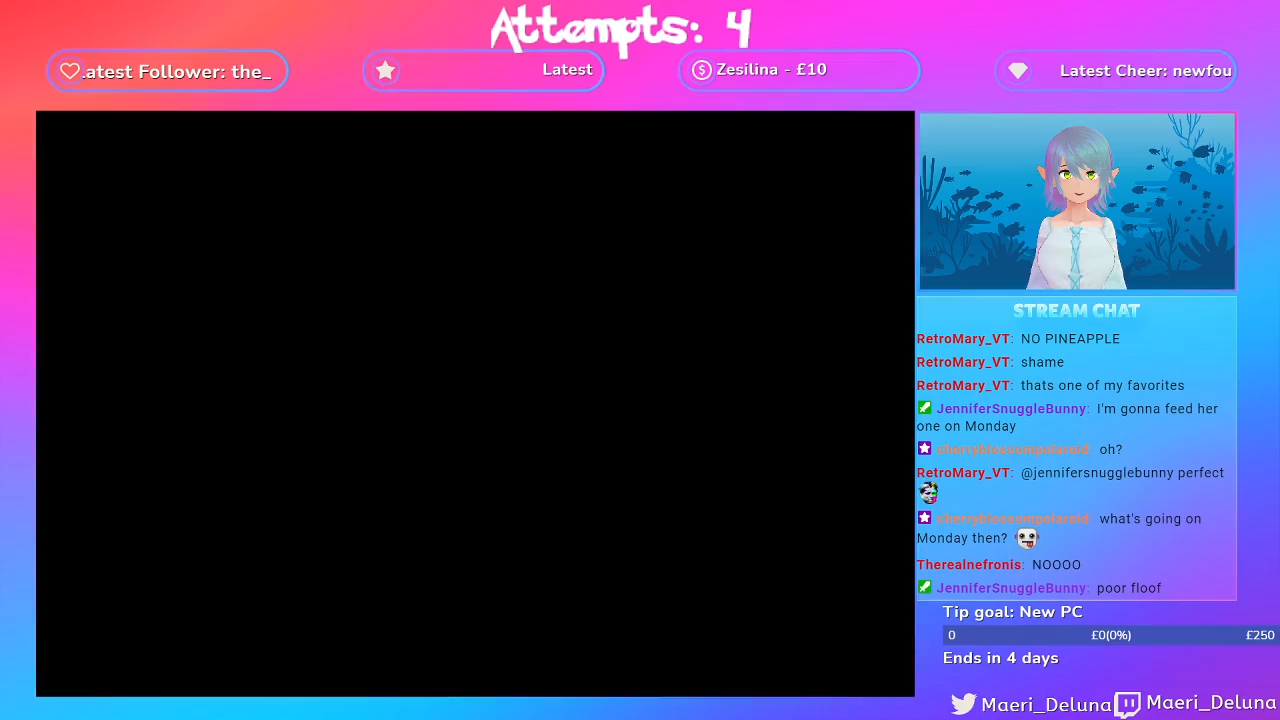 Attempts: 4
Latest Follower: the_
Latest
Zesilina - £10
Latest Cheer: newfou
STREAM CHAT
RetroMary_VT: NO PINEAPPLE
RetroMary_VT: shame
RetroMary_VT: thats one of my favorites
JenniferSnuggleBunny: I'm gonna feed her
one on Monday
cherryblossompolaroid: oh?
RetroMary_VT: @jennifersnugglebunny perfect
cherryblossompolaroid: what's going on
Monday then?
Therealnefronis: NOOOO
JenniferSnuggleBunny: poor floof
Tip goal: New PC
0 £0(0%) £250
Ends in 4 days
Maeri_Deluna Maeri_Deluna